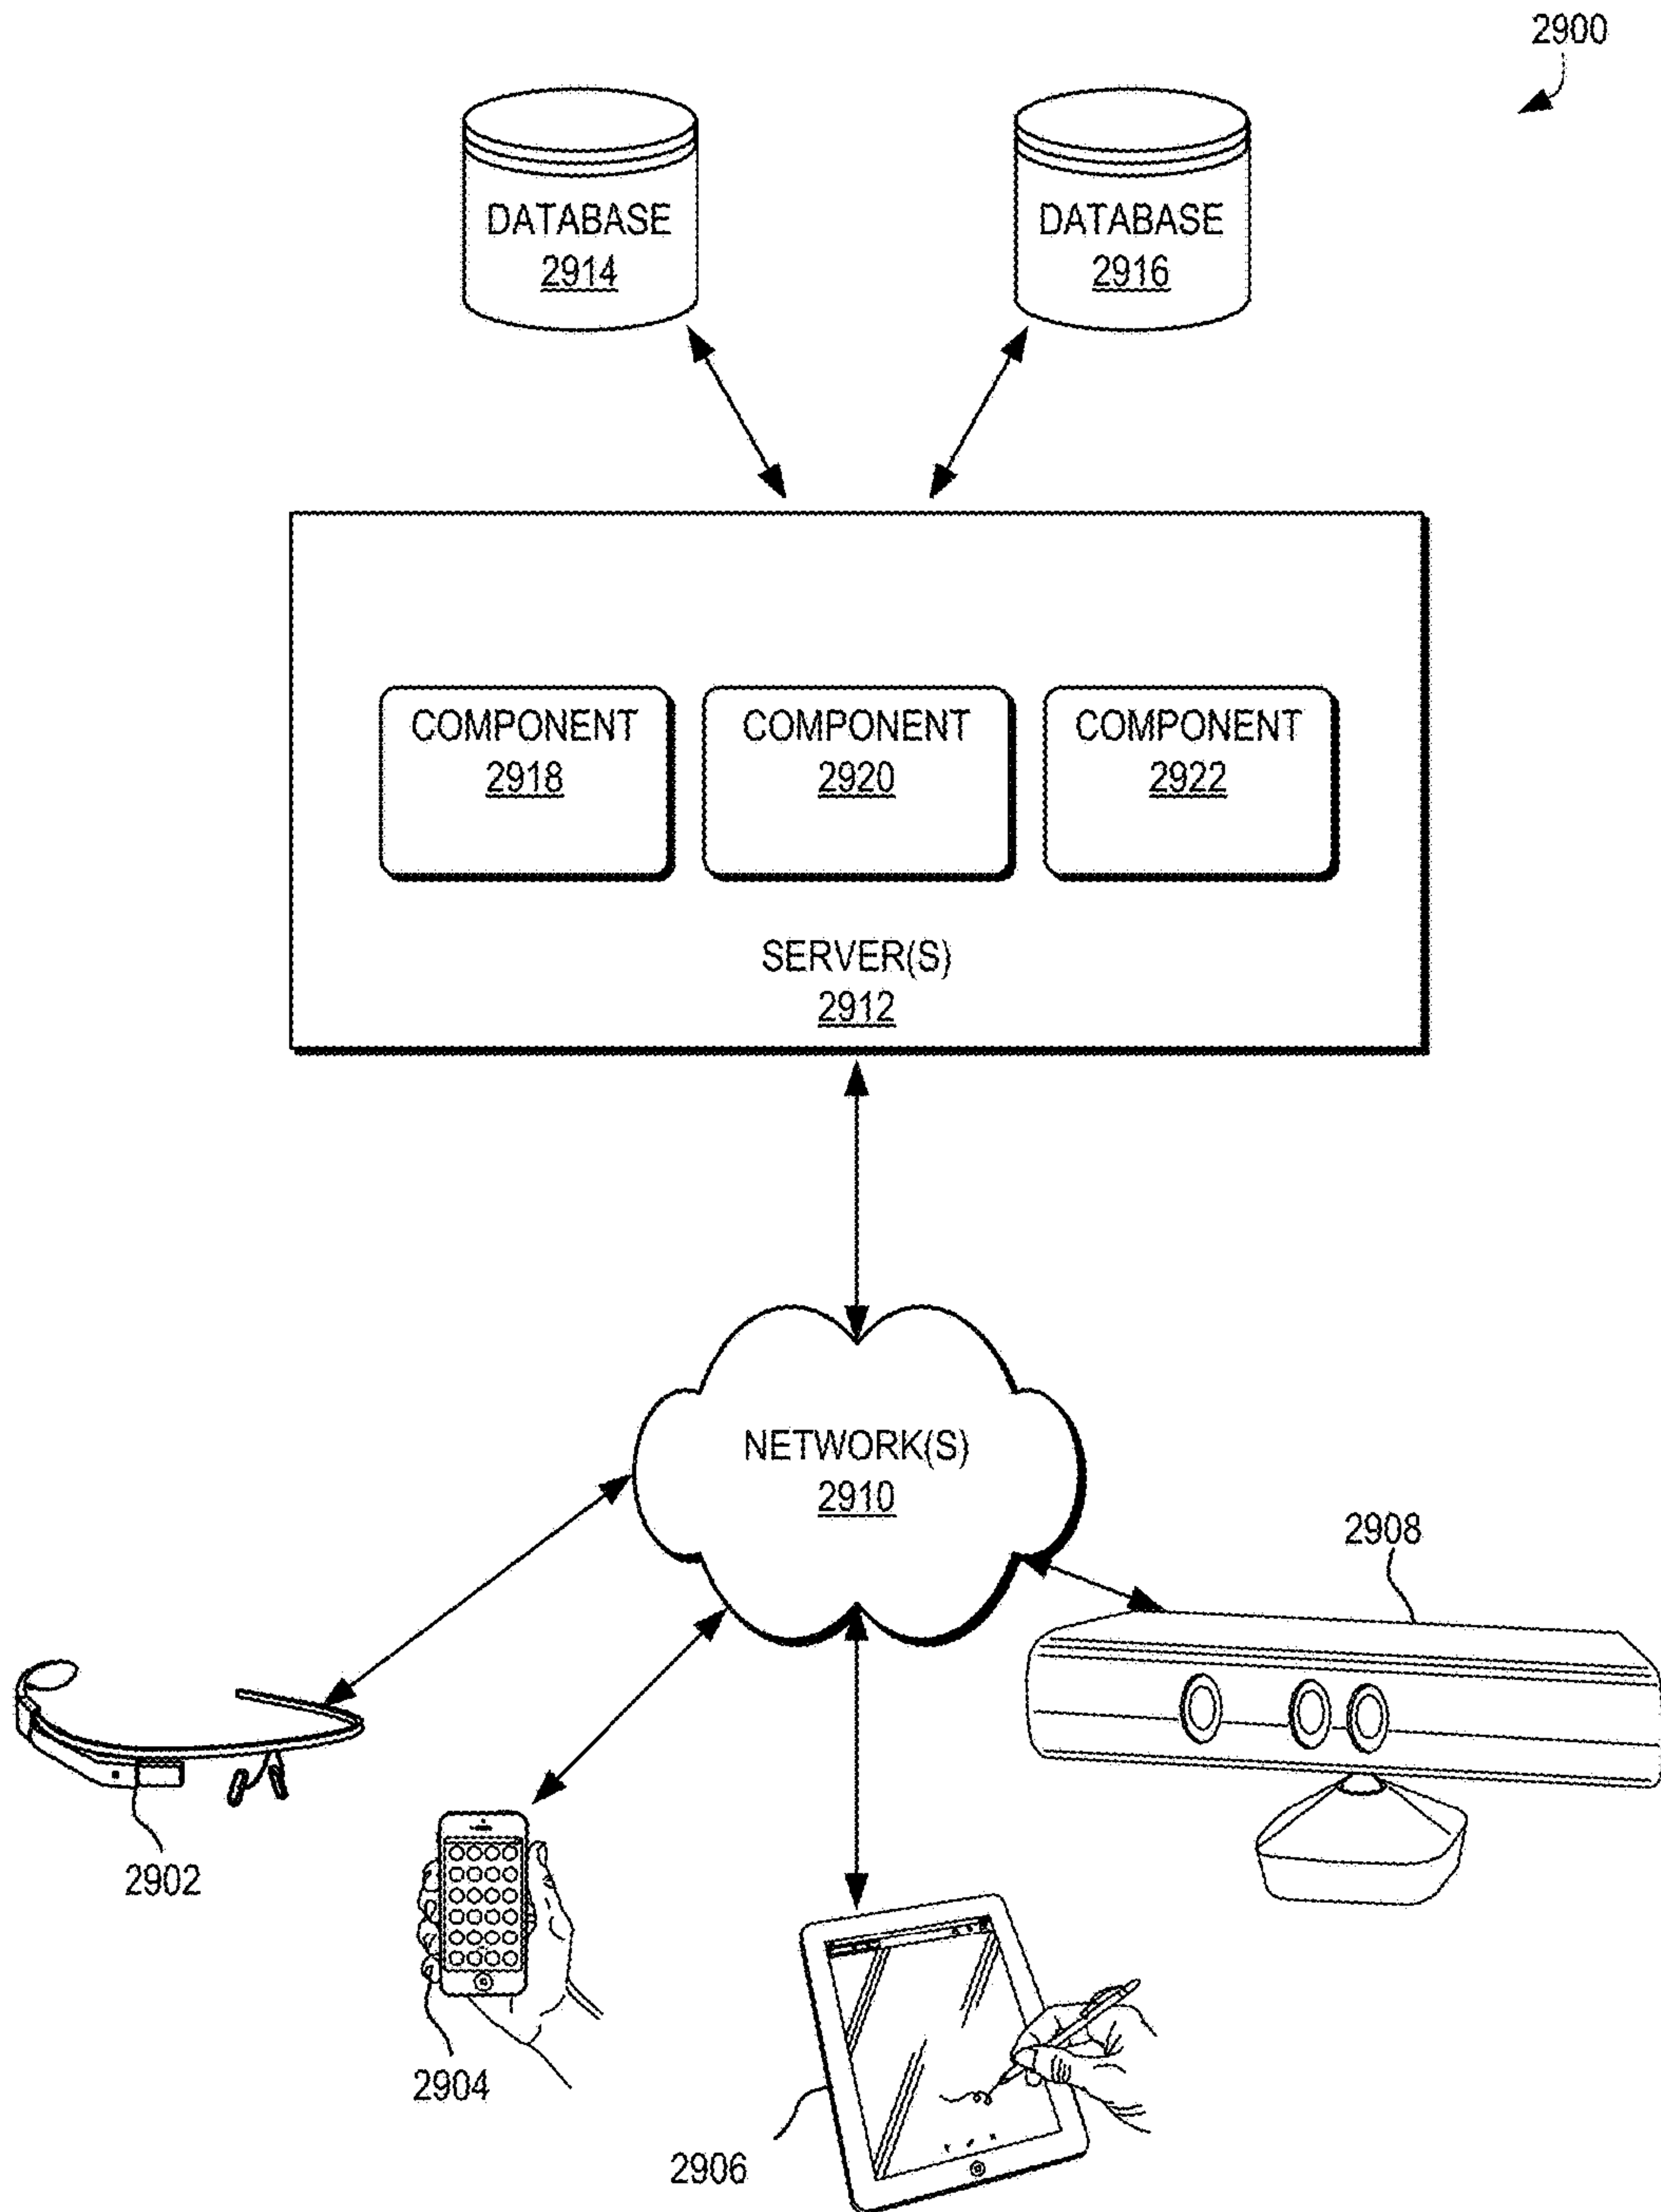 2900
DATABASE
2914
DATABASE
2916
COMPONENT
2918
COMPONENT
2920
COMPONENT
2922
SERVER(S)
2912
NETWORK(S)
2910
2908
2902
2904
2906